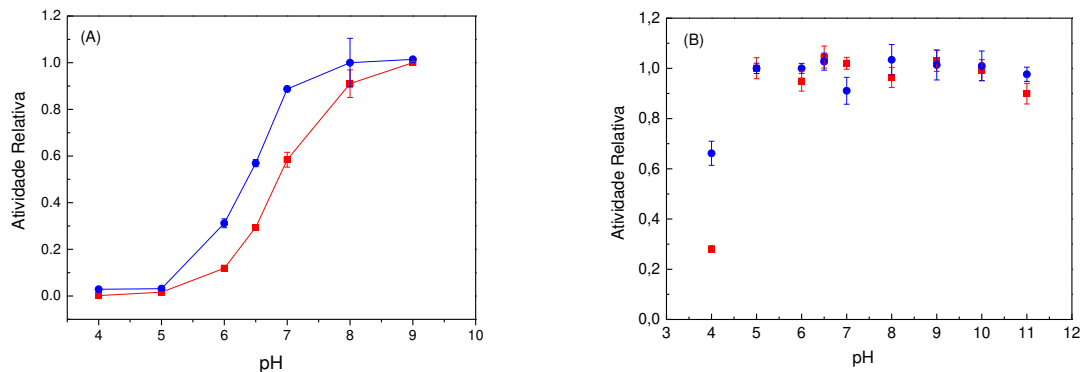 (A)
Atividade Relativa
1.2
1.0
0.8
0.6
0.4
0.2
0.0
4 5 6 7 8 9 10
pH
(B)
Atividade Relativa
1,2
1,0
0,8
0,6
0,4
0,2
0,0
3 4 5 6 7 8 9 10 11 12
pH